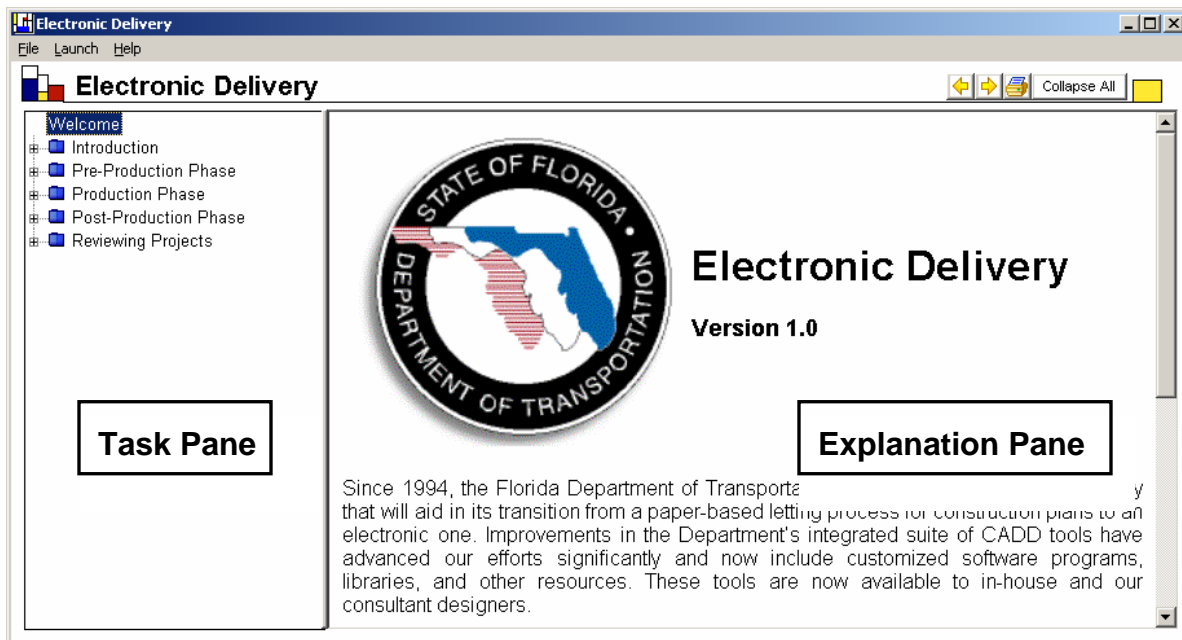 Electronic Delivery
File Launch Help
Electronic Delivery
Collapse All
Welcome
Introduction
Pre-Production Phase
Production Phase
Post-Production Phase
Reviewing Projects
STATE OF FLORIDA • DEPARTMENT OF TRANSPORTATION
Electronic Delivery
Version 1.0
Task Pane
Explanation Pane
Since 1994, the Florida Department of
that will aid in its transition from a paper-based letting process for construction plans to an
electronic one. Improvements in the Department's integrated suite of CADD tools have
advanced our efforts significantly and now include customized software programs,
libraries, and other resources. These tools are now available to in-house and our
consultant designers.